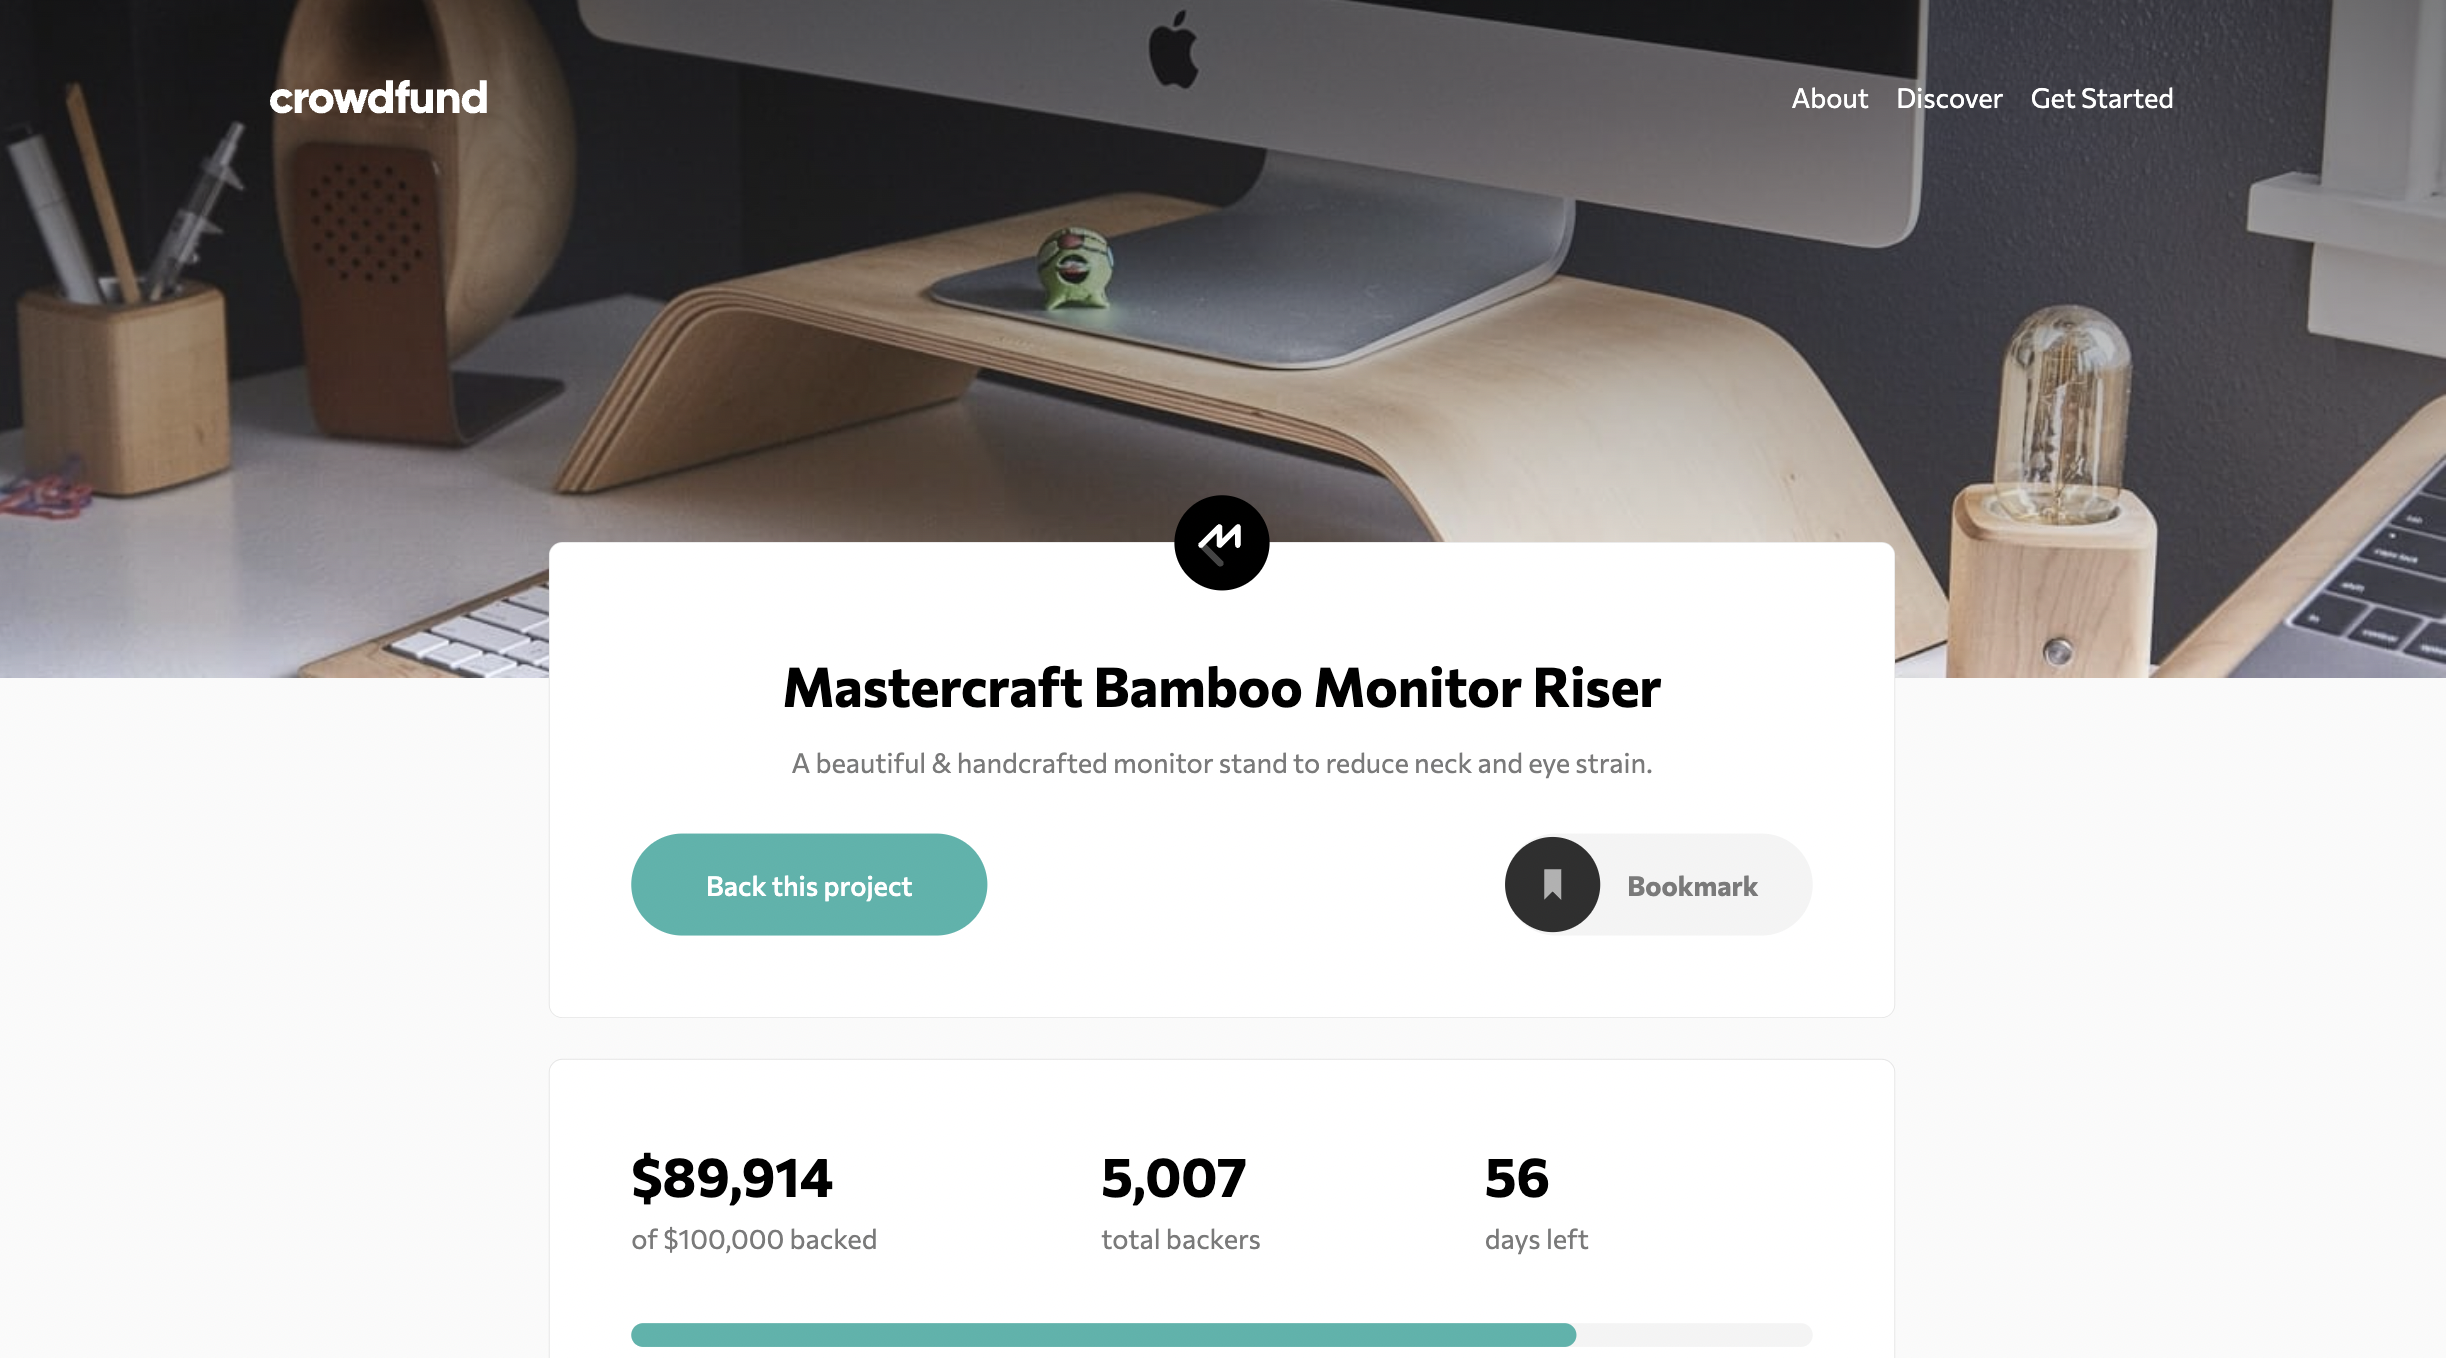 crowdfund
About Discover Get Started
Mastercraft Bamboo Monitor Riser
A beautiful & handcrafted monitor stand to reduce neck and eye strain.
Back this project
Bookmark
$89,914
5,007
56
of $100,000 backed
total backers
days left